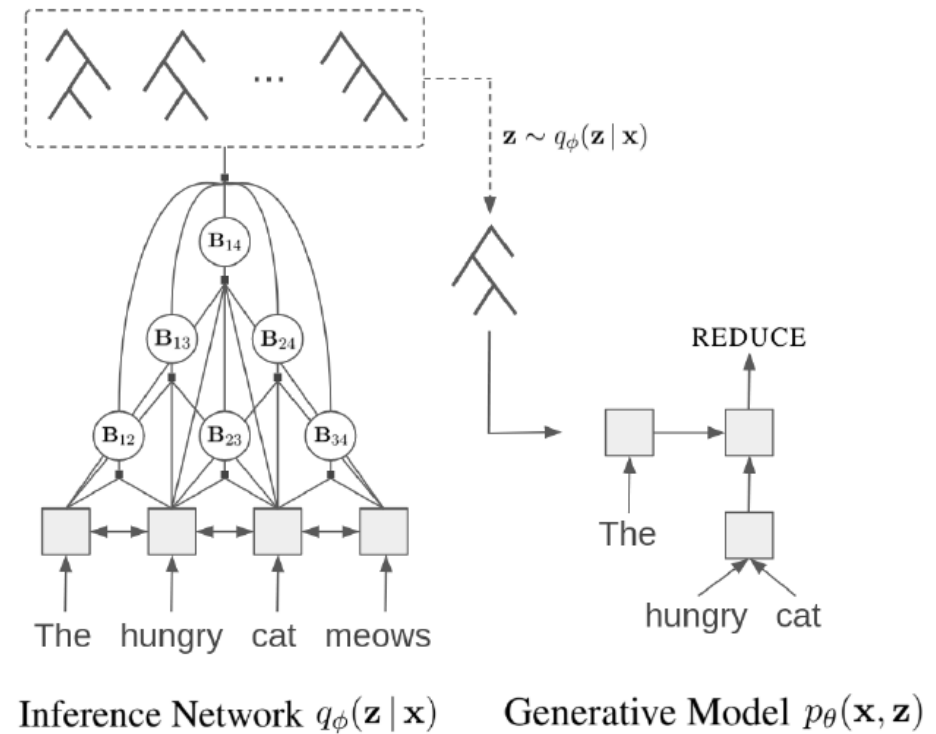 ...
z ∼ qϕ(z | x)
B14
B13 B24
REDUCE
B12 B23 B34
The
The hungry cat meows
hungry cat
Inference Network qϕ(z | x) Generative Model pθ(x, z)